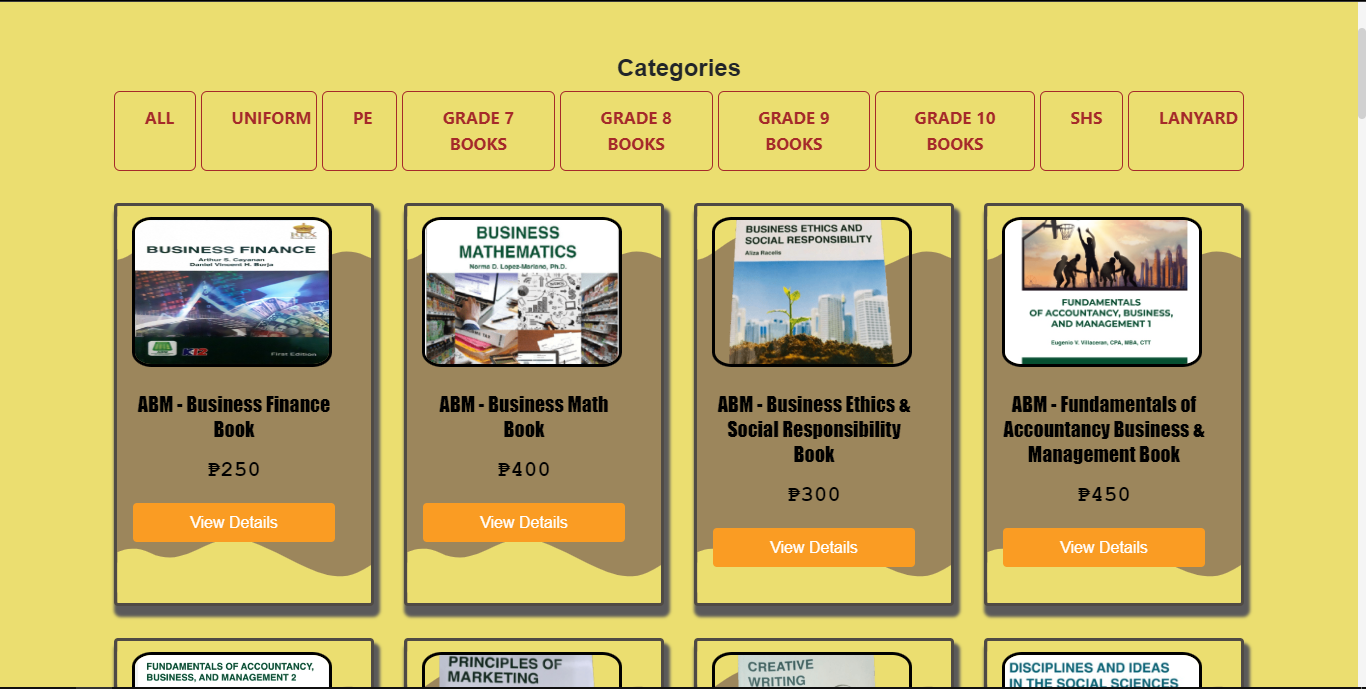 Categories
ALL
UNIFORM
PE
GRADE 7
BOOKS
GRADE 8
BOOKS
GRADE 9
BOOKS
GRADE 10
BOOKS
SHS
LANYARD
BUSINESS FINANCE
Arthur S. Cayanan
Daniel Vincent H. Borja
First Edition
ABM - Business Finance
Book
₱250
View Details
BUSINESS
MATHEMATICS
Norma D. Lopez-Mariano, Ph.D.
ABM - Business Math
Book
₱400
View Details
BUSINESS ETHICS AND
SOCIAL RESPONSIBILITY
Aliza Racelis
ABM - Business Ethics &
Social Responsibility
Book
₱300
View Details
FUNDAMENTALS
OF ACCOUNTANCY, BUSINESS,
AND MANAGEMENT 1
Eugenio V. Villaceran, CPA, MBA, CTT
ABM - Fundamentals of
Accountancy Business &
Management Book
₱450
View Details
FUNDAMENTALS OF ACCOUNTANCY,
BUSINESS, AND MANAGEMENT 2
PRINCIPLES OF
MARKETING
CREATIVE
WRITING
DISCIPLINES AND IDEAS
IN THE SOCIAL SCIENCES